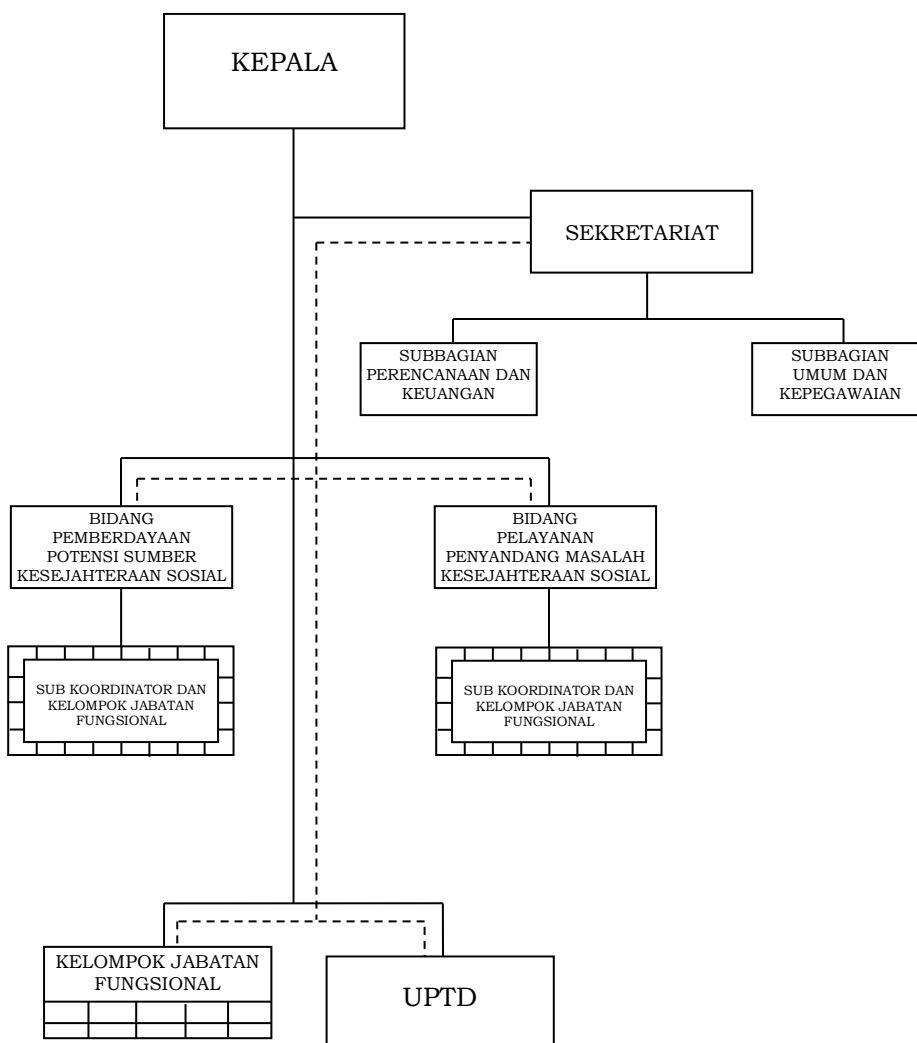 KEPALA
SEKRETARIAT
SUBBAGIAN
PERENCANAAN DAN
KEUANGAN
SUBBAGIAN
UMUM DAN
KEPEGAWAIAN
BIDANG
PEMBERDAYAAN
POTENSI SUMBER
KESEJAHTERAAN SOSIAL
BIDANG
PELAYANAN
PENYANDANG MASALAH
KESEJAHTERAAN SOSIAL
SUB KOORDINATOR DAN
KELOMPOK JABATAN
FUNGSIONAL
SUB KOORDINATOR DAN
KELOMPOK JABATAN
FUNGSIONAL
KELOMPOK JABATAN
FUNGSIONAL
UPTD